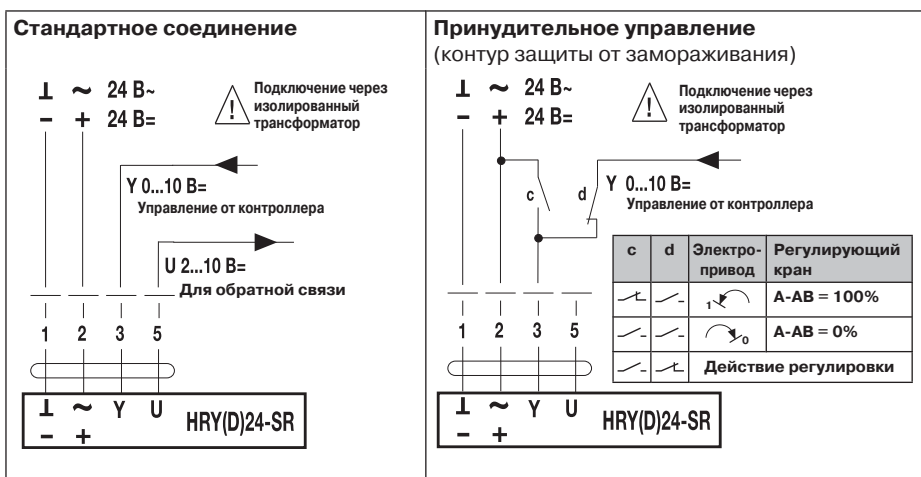 Стандартное соединение
⊥ ~ 24 В~
– + 24 В=
Подключение через
изолированный
трансформатор
!
Y 0...10 В=
Управление от контроллера
U 2...10 В=
Для обратной связи
1 2 3 5
⊥ ~ Y U
– +
HRY(D)24-SR
Принудительное управление
(контур защиты от замораживания)
⊥ ~ 24 В~
– + 24 В=
Подключение через
изолированный
трансформатор
!
c d
Y 0...10 В=
Управление от контроллера
c d Электро-привод Регулирующий кран
1 A-AB = 100%
0 A-AB = 0%
Действие регулировки
1 2 3 5
⊥ ~ Y U
– +
HRY(D)24-SR